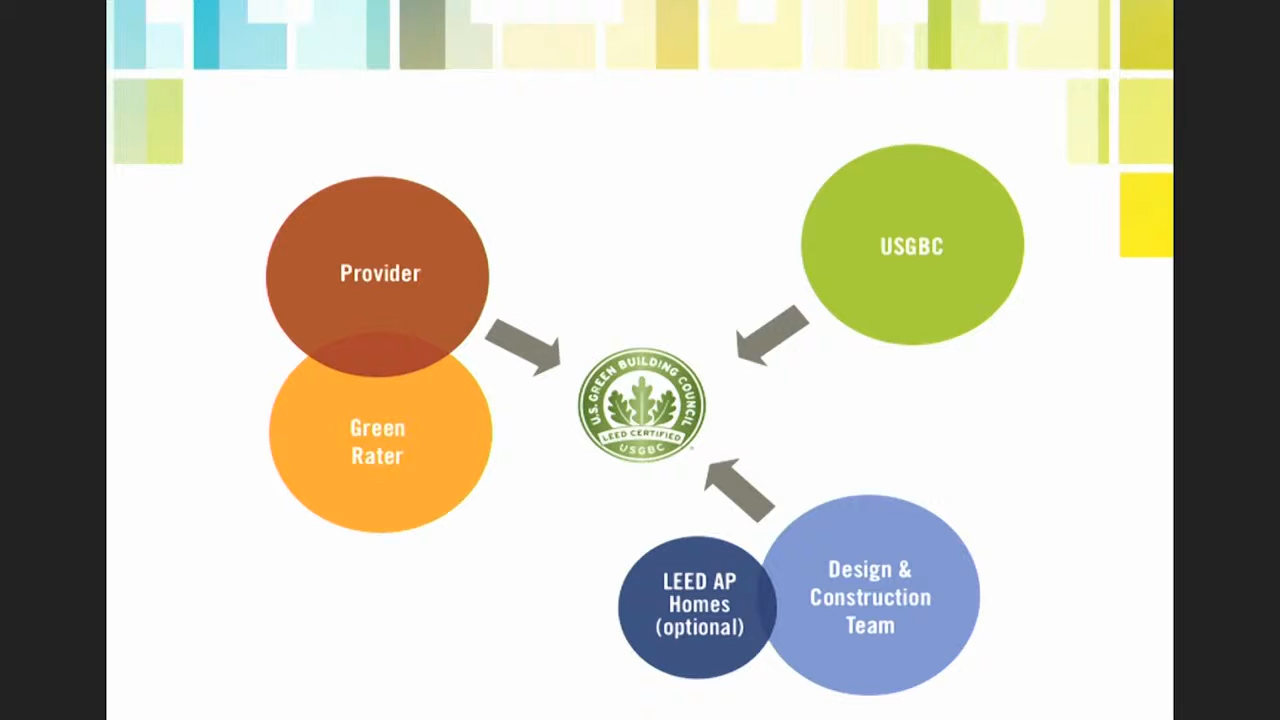 Provider
USGBC
Green
Rater
U.S. GREEN BUILDING COUNCIL
LEED CERTIFIED
USGBC
LEED AP
Homes
(optional)
Design &
Construction
Team